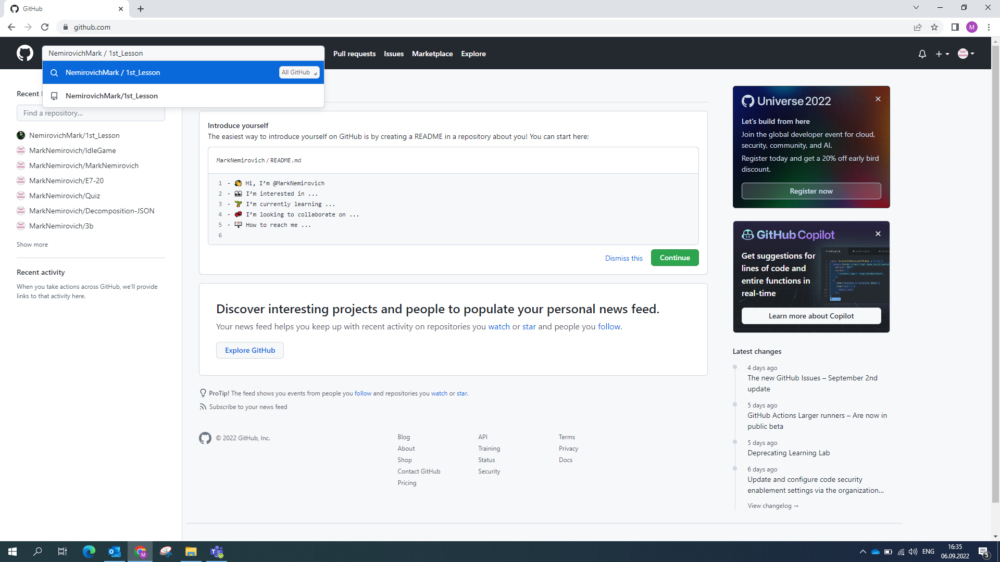 GitHub
github.com
M
NemirovichMark / 1st_Lesson
Pull requests Issues Marketplace Explore
NemirovichMark / 1st_Lesson All GitHub
NemirovichMark/1st_Lesson
Recent
Find a repository...
NemirovichMark/1st_Lesson
MarkNemirovich/IdleGame
MarkNemirovich/MarkNemirovich
MarkNemirovich/E7-20
MarkNemirovich/Quiz
MarkNemirovich/Decomposition-JSON
MarkNemirovich/3b
Show more
Recent activity
When you take actions across GitHub, we'll provide
links to that activity here.
Introduce yourself
The easiest way to introduce yourself on GitHub is by creating a README in a repository about you! You can start here:
MarkNemirovich / README.md
1 - 👋 Hi, I'm @MarkNemirovich
2 - 👀 I'm interested in ...
3 - 🌱 I'm currently learning ...
4 - 💞️ I'm looking to collaborate on ...
5 - 📫 How to reach me ...
6
Dismiss this Continue
Discover interesting projects and people to populate your personal news feed.
Your news feed helps you keep up with recent activity on repositories you watch or star and people you follow.
Explore GitHub
ProTip! The feed shows you events from people you follow and repositories you watch or star.
Subscribe to your news feed
© 2022 GitHub, Inc.
Blog
About
Shop
Contact GitHub
Pricing
API
Training
Status
Security
Terms
Privacy
Docs
Universe 2022
Let's build from here
Join the global developer event for cloud,
security, community, and AI.
Register today and get a 20% off early bird
discount.
Register now
GitHub Copilot
Get suggestions for
lines of code and
entire functions in
real-time
Learn more about Copilot
Latest changes
4 days ago
The new GitHub Issues – September 2nd
update
5 days ago
GitHub Actions Larger runners – Are now in
public beta
5 days ago
Deprecating Learning Lab
6 days ago
Update and configure code security
enablement settings via the organization...
View changelog →
ENG
16:35
06.09.2022
5